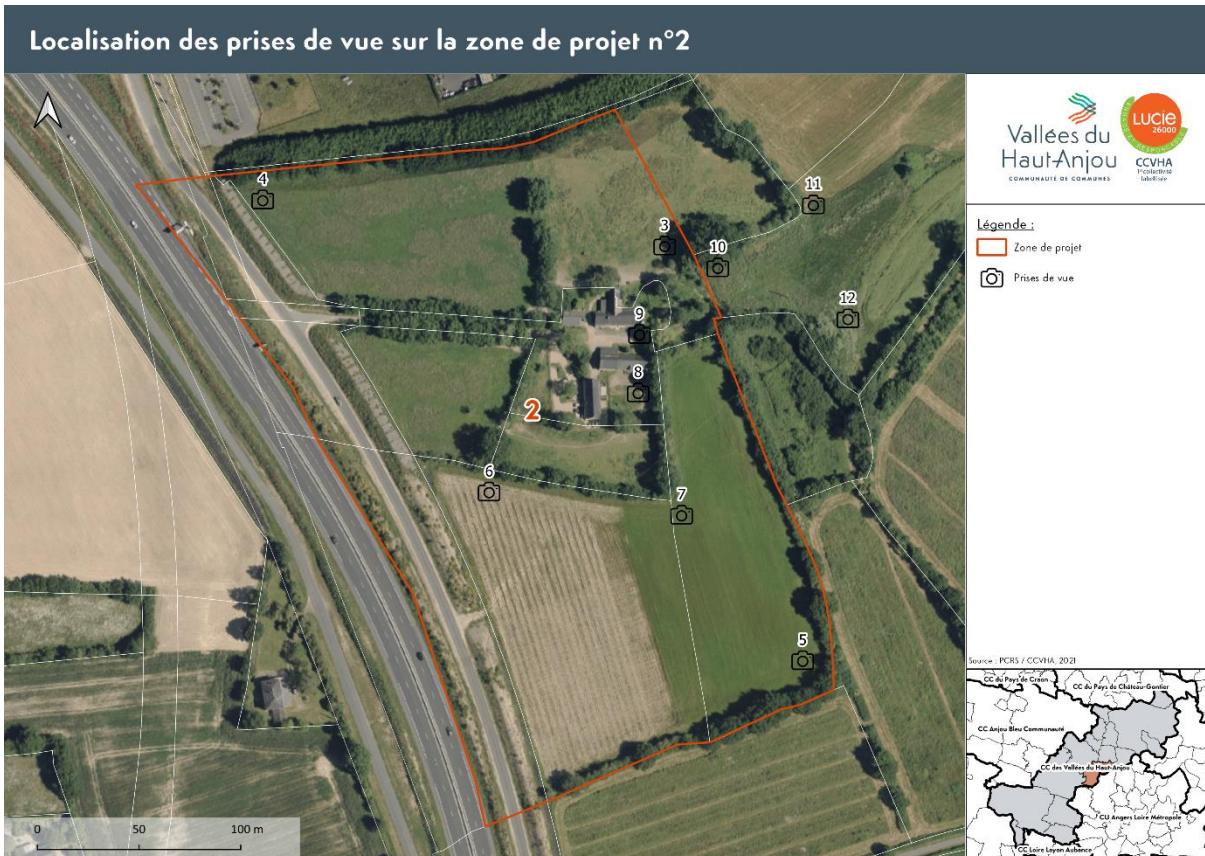 Localisation des prises de vue sur la zone de projet n°2
4
11
3
10
12
9
8
2
6
7
5
0 50 100 m
Vallées du
Haut-Anjou
COMMUNAUTÉ DE COMMUNES
LUCIE
26000
CCVHA
1ère collectivité
labellisée
Légende :
Zone de projet
Prises de vue
Source : PCRS / CCVHA, 2021
CC du Pays de Craon
CC du Pays de Château-Gontier
CC Anjou Bleu Communauté
CC des Vallées du Haut-Anjou
CU Angers Loire Métropole
CC Loire Layon Aubance